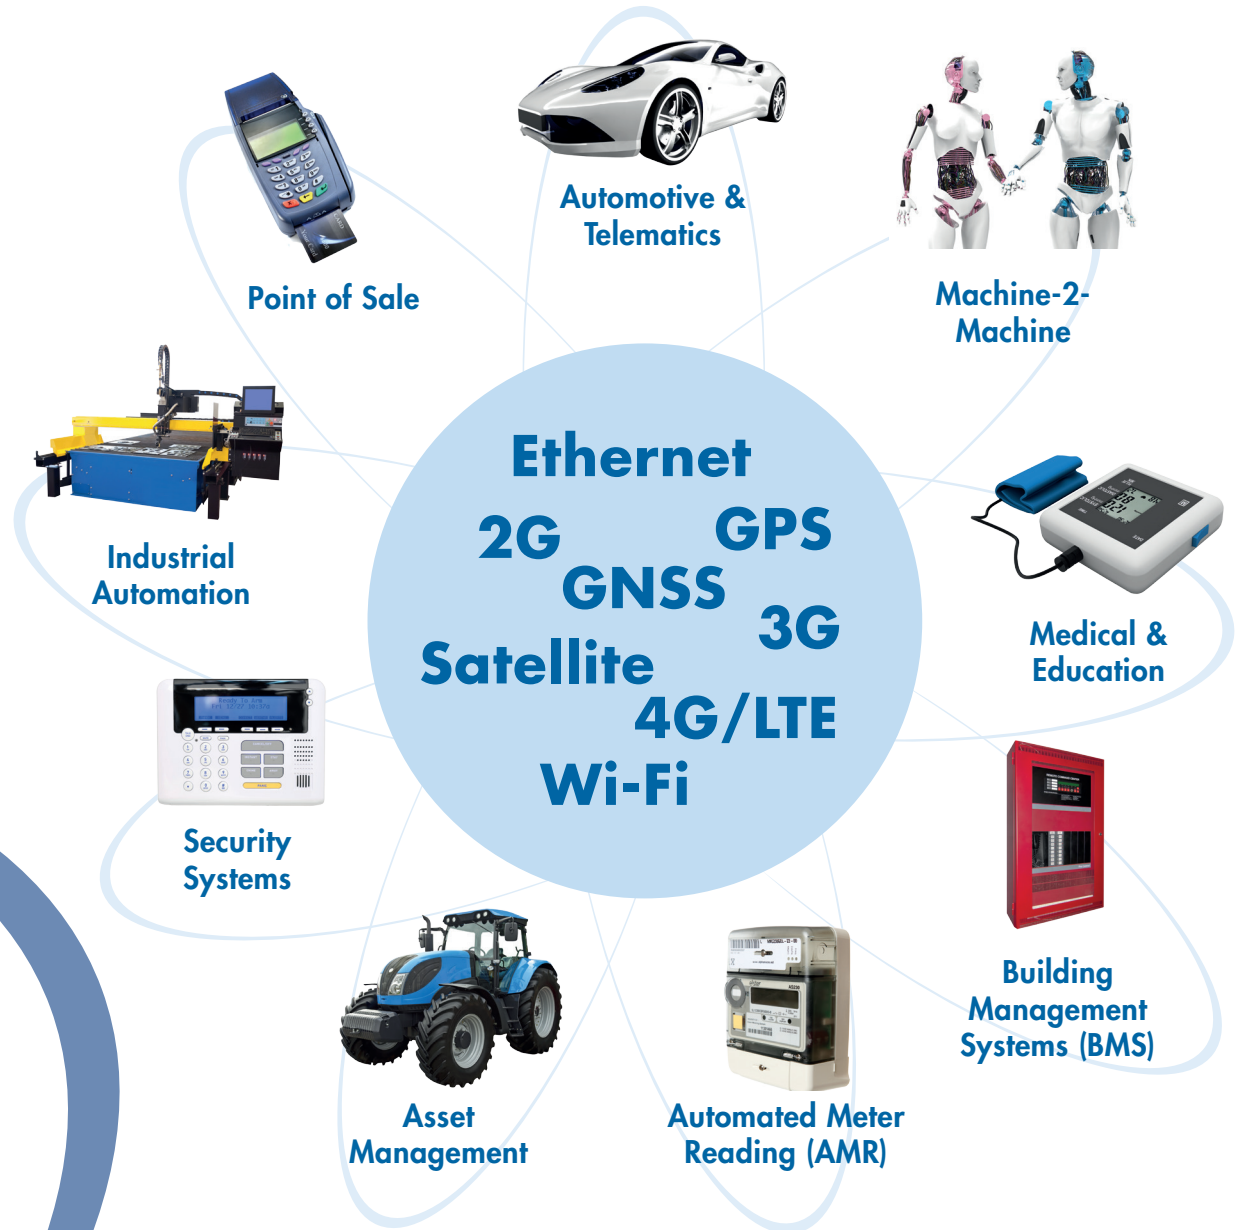 Automotive &
Telematics
Point of Sale
Machine-2-
Machine
Ethernet
2G
GPS
GNSS
3G
Satellite
4G/LTE
Wi-Fi
Industrial
Automation
Medical &
Education
Security
Systems
Building
Management
Systems (BMS)
Asset
Management
Automated Meter
Reading (AMR)